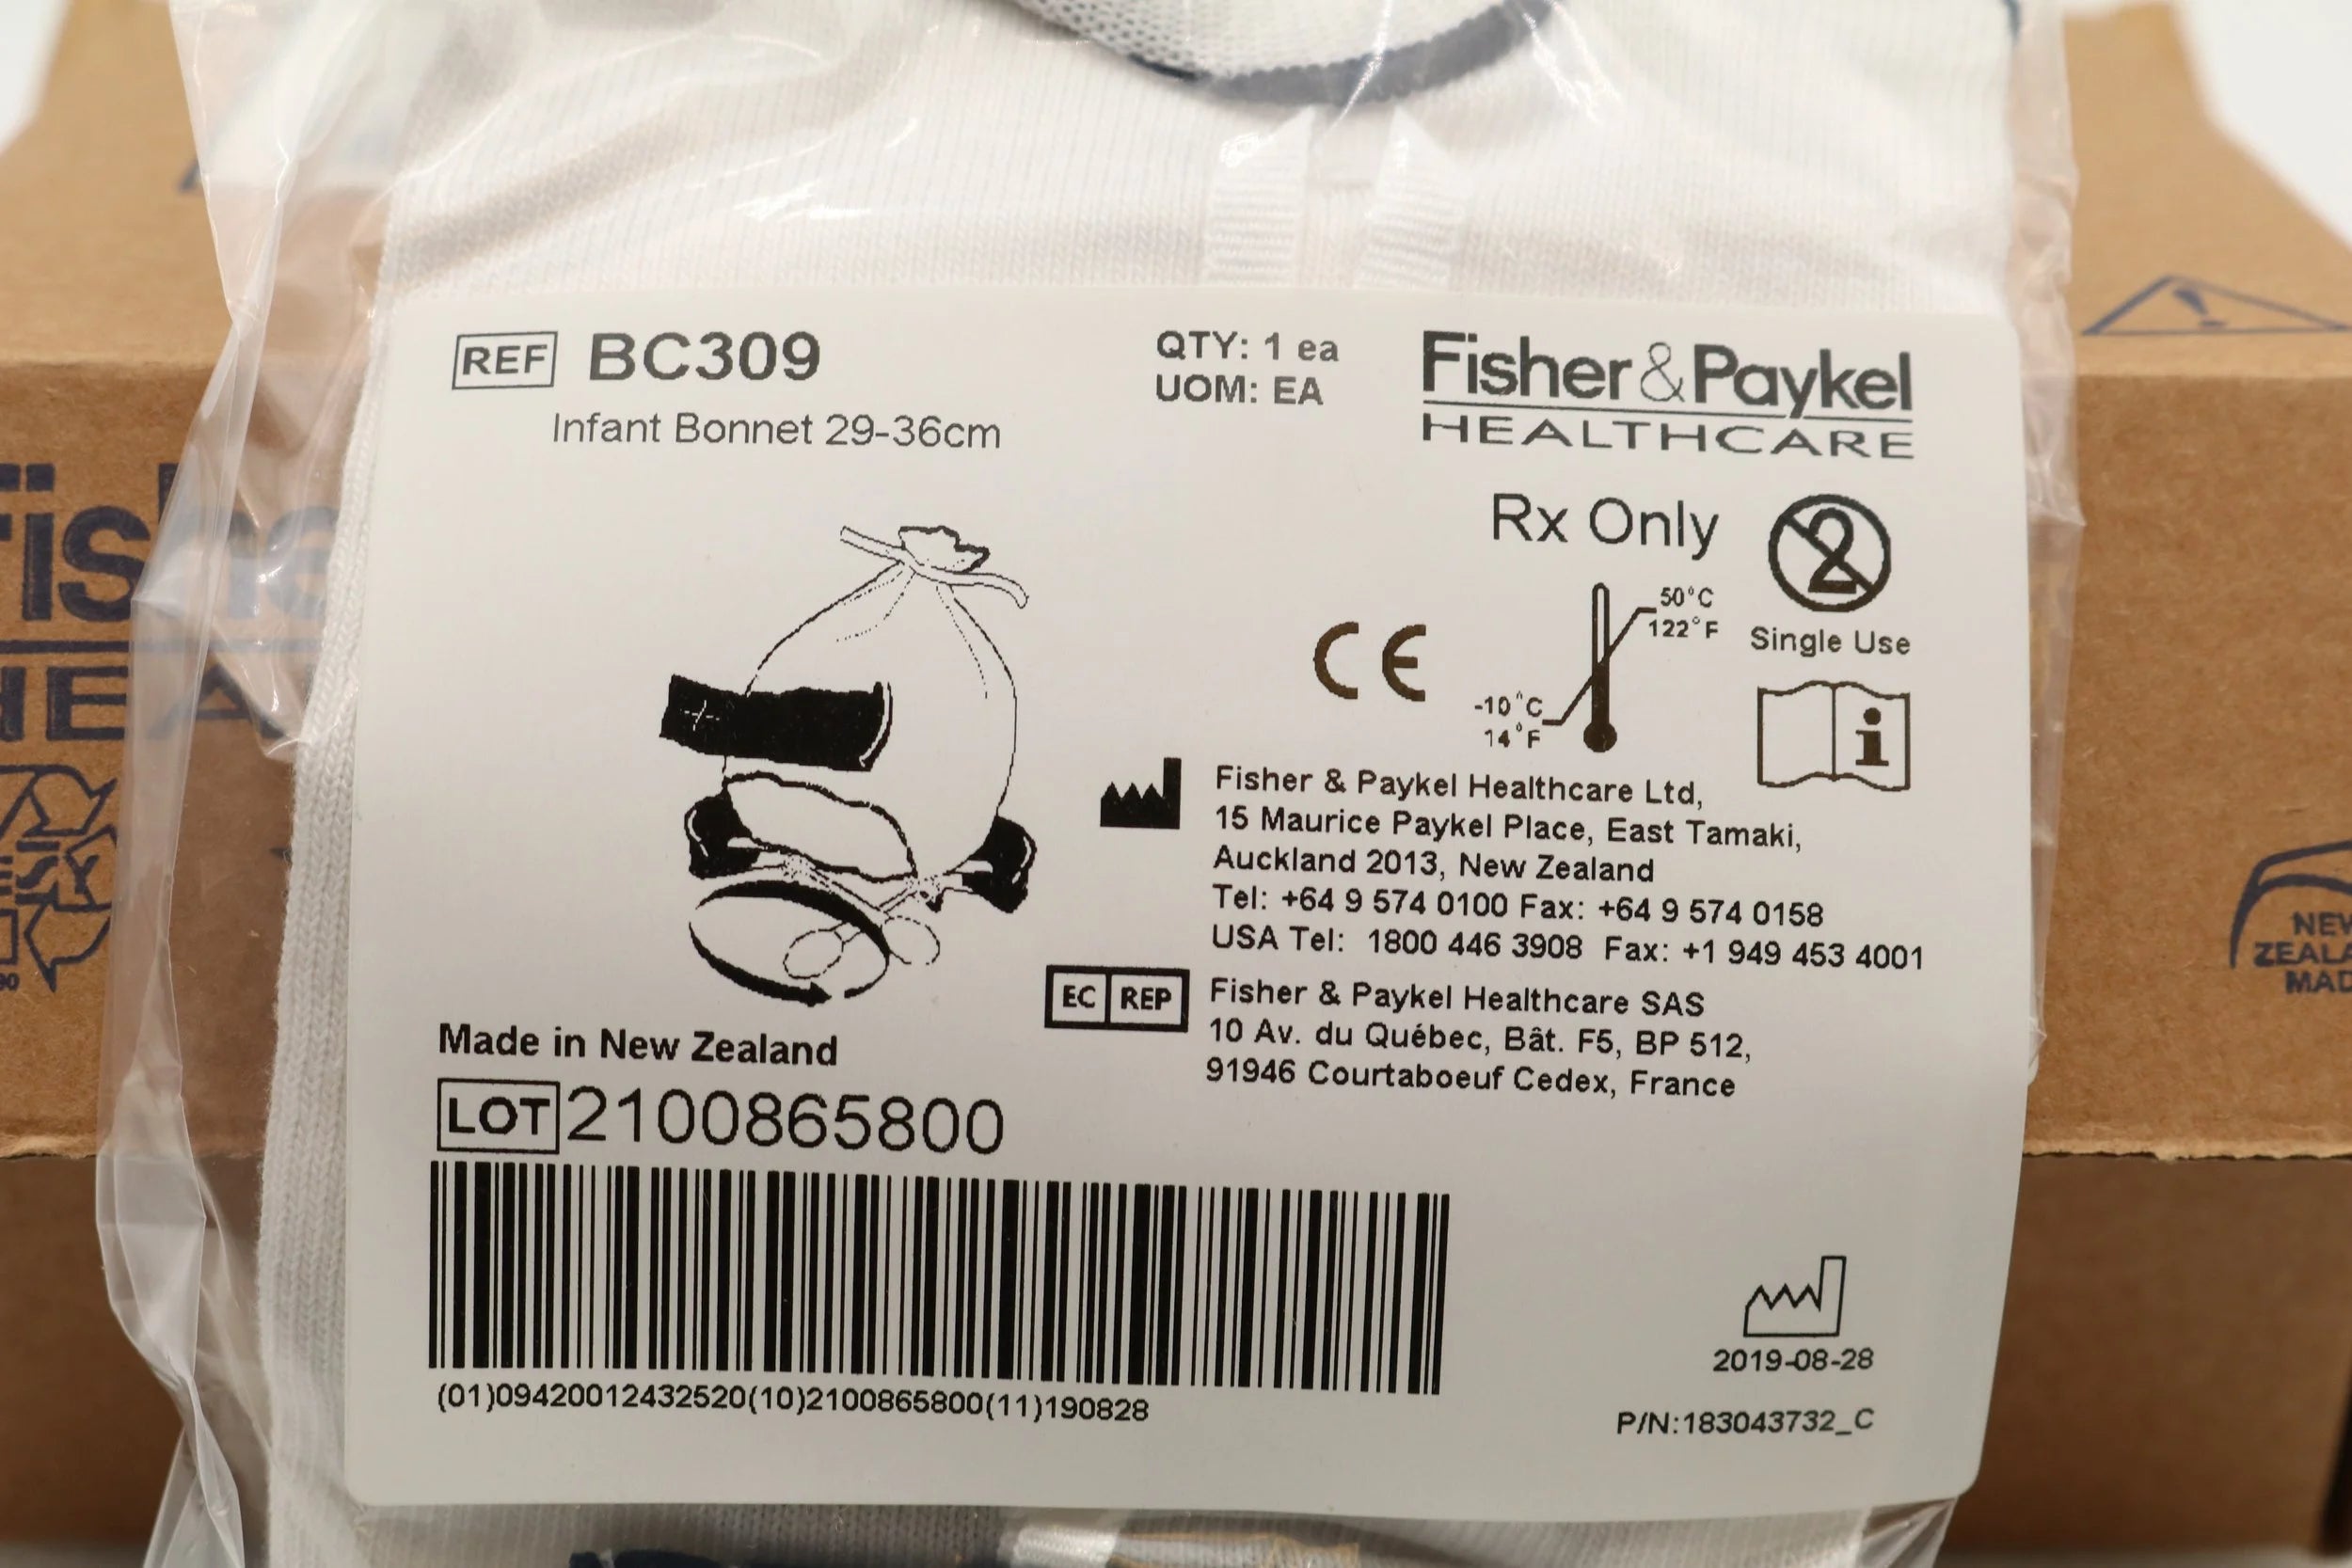 REF BC309
Infant Bonnet 29-36cm
QTY: 1 ea
UOM: EA
Fisher&Paykel
HEALTHCARE
Rx Only
2
Single Use
50°C
122°F
-10°C
14°F
CE
i
Fisher & Paykel Healthcare Ltd,
15 Maurice Paykel Place, East Tamaki,
Auckland 2013, New Zealand
Tel: +64 9 574 0100 Fax: +64 9 574 0158
USA Tel: 1800 446 3908 Fax: +1 949 453 4001
EC REP
Fisher & Paykel Healthcare SAS
10 Av. du Québec, Bât. F5, BP 512,
91946 Courtaboeuf Cedex, France
Made in New Zealand
LOT 2100865800
(01)09420012432520(10)2100865800(11)190828
2019-08-28
P/N:183043732_C